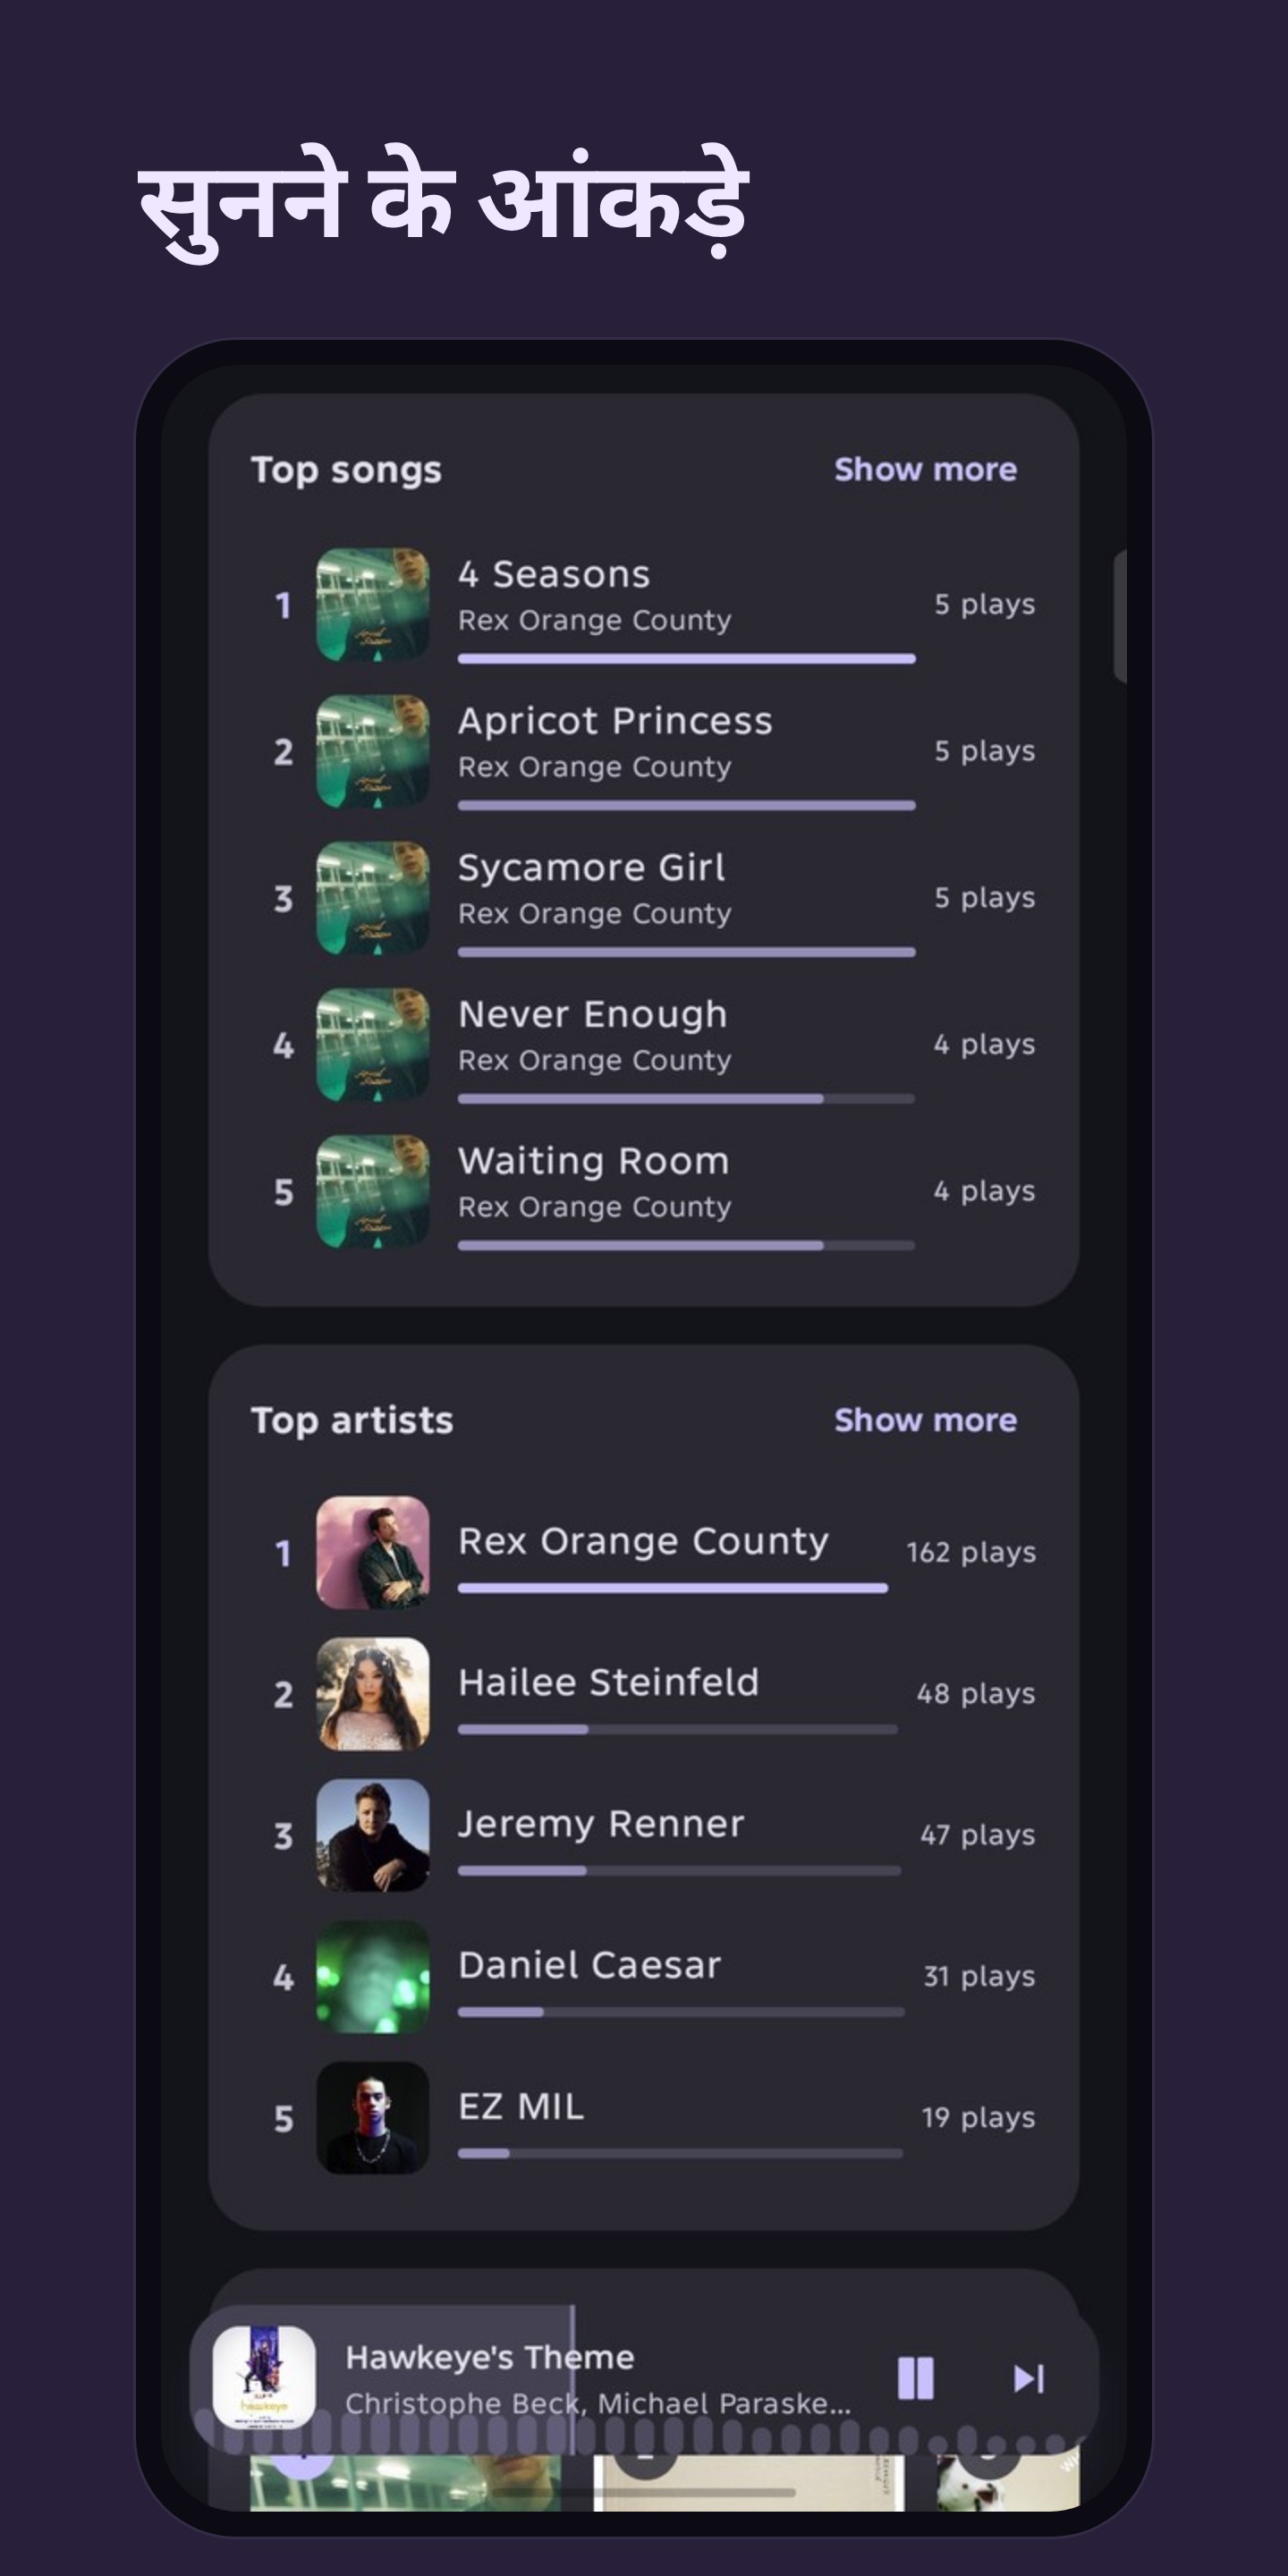 सुनने के आंकड़े
Top songs
Show more
1
4 Seasons
Rex Orange County
5 plays
2
Apricot Princess
Rex Orange County
5 plays
3
Sycamore Girl
Rex Orange County
5 plays
4
Never Enough
Rex Orange County
4 plays
5
Waiting Room
Rex Orange County
4 plays
Top artists
Show more
1
Rex Orange County
162 plays
2
Hailee Steinfeld
48 plays
3
Jeremy Renner
47 plays
4
Daniel Caesar
31 plays
5
EZ MIL
19 plays
Hawkeye's Theme
Christophe Beck, Michael Paraske...
hawkeye